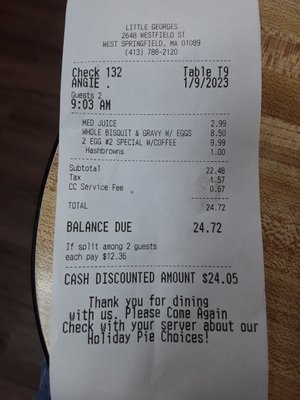 LITTLE GEORGES
2648 WESTFIELD ST
WEST SPRINGFIELD, MA 01089
(413) 788-2120
Check 132 Table T9
ANGIE . 1/9/2023
Guests 2
9:03 AM
MED JUICE 2.99
WHOLE BISQUIT & GRAVY W/ EGGS 8.50
2 EGG #2 SPECIAL W/COFFEE 9.99
Hashbrowns 1.00
Subtotal 22.48
Tax 1.57
CC Service Fee 0.67
TOTAL 24.72
BALANCE DUE 24.72
If split among 2 guests
each pay $12.36
CASH DISCOUNTED AMOUNT $24.05
Thank you for dining
with us. Please Come Again
Check with your server about our
Holiday Pie Choices!